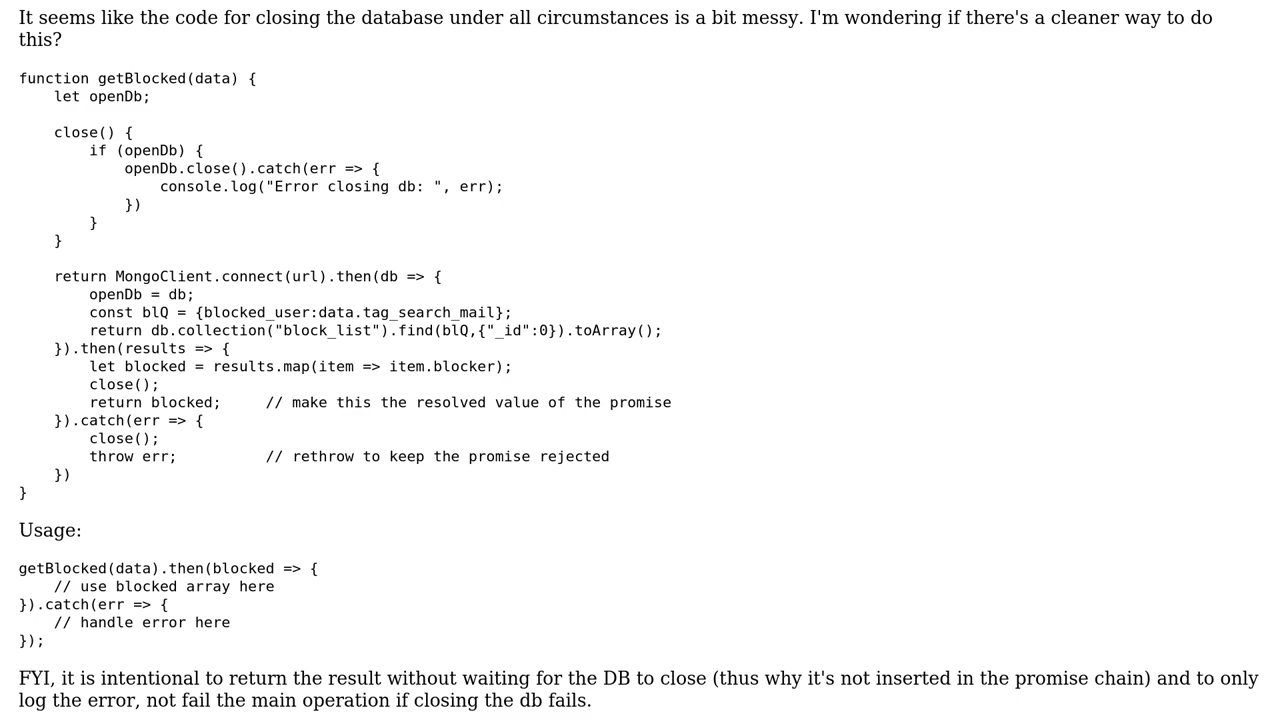 It seems like the code for closing the database under all circumstances is a bit messy. I'm wondering if there's a cleaner way to do
this?
function getBlocked(data) {
    let openDb;
    close() {
        if (openDb) {
            openDb.close().catch(err => {
                console.log("Error closing db: ", err);
            })
        }
    }
    return MongoClient.connect(url).then(db => {
        openDb = db;
        const blQ = {blocked_user:data.tag_search_mail};
        return db.collection("block_list").find(blQ,{"_id":0}).toArray();
    }).then(results => {
        let blocked = results.map(item => item.blocker);
        close();
        return blocked;     // make this the resolved value of the promise
    }).catch(err => {
        close();
        throw err;          // rethrow to keep the promise rejected
    })
}
Usage:
getBlocked(data).then(blocked => {
    // use blocked array here
}).catch(err => {
    // handle error here
});
FYI, it is intentional to return the result without waiting for the DB to close (thus why it's not inserted in the promise chain) and to only
log the error, not fail the main operation if closing the db fails.